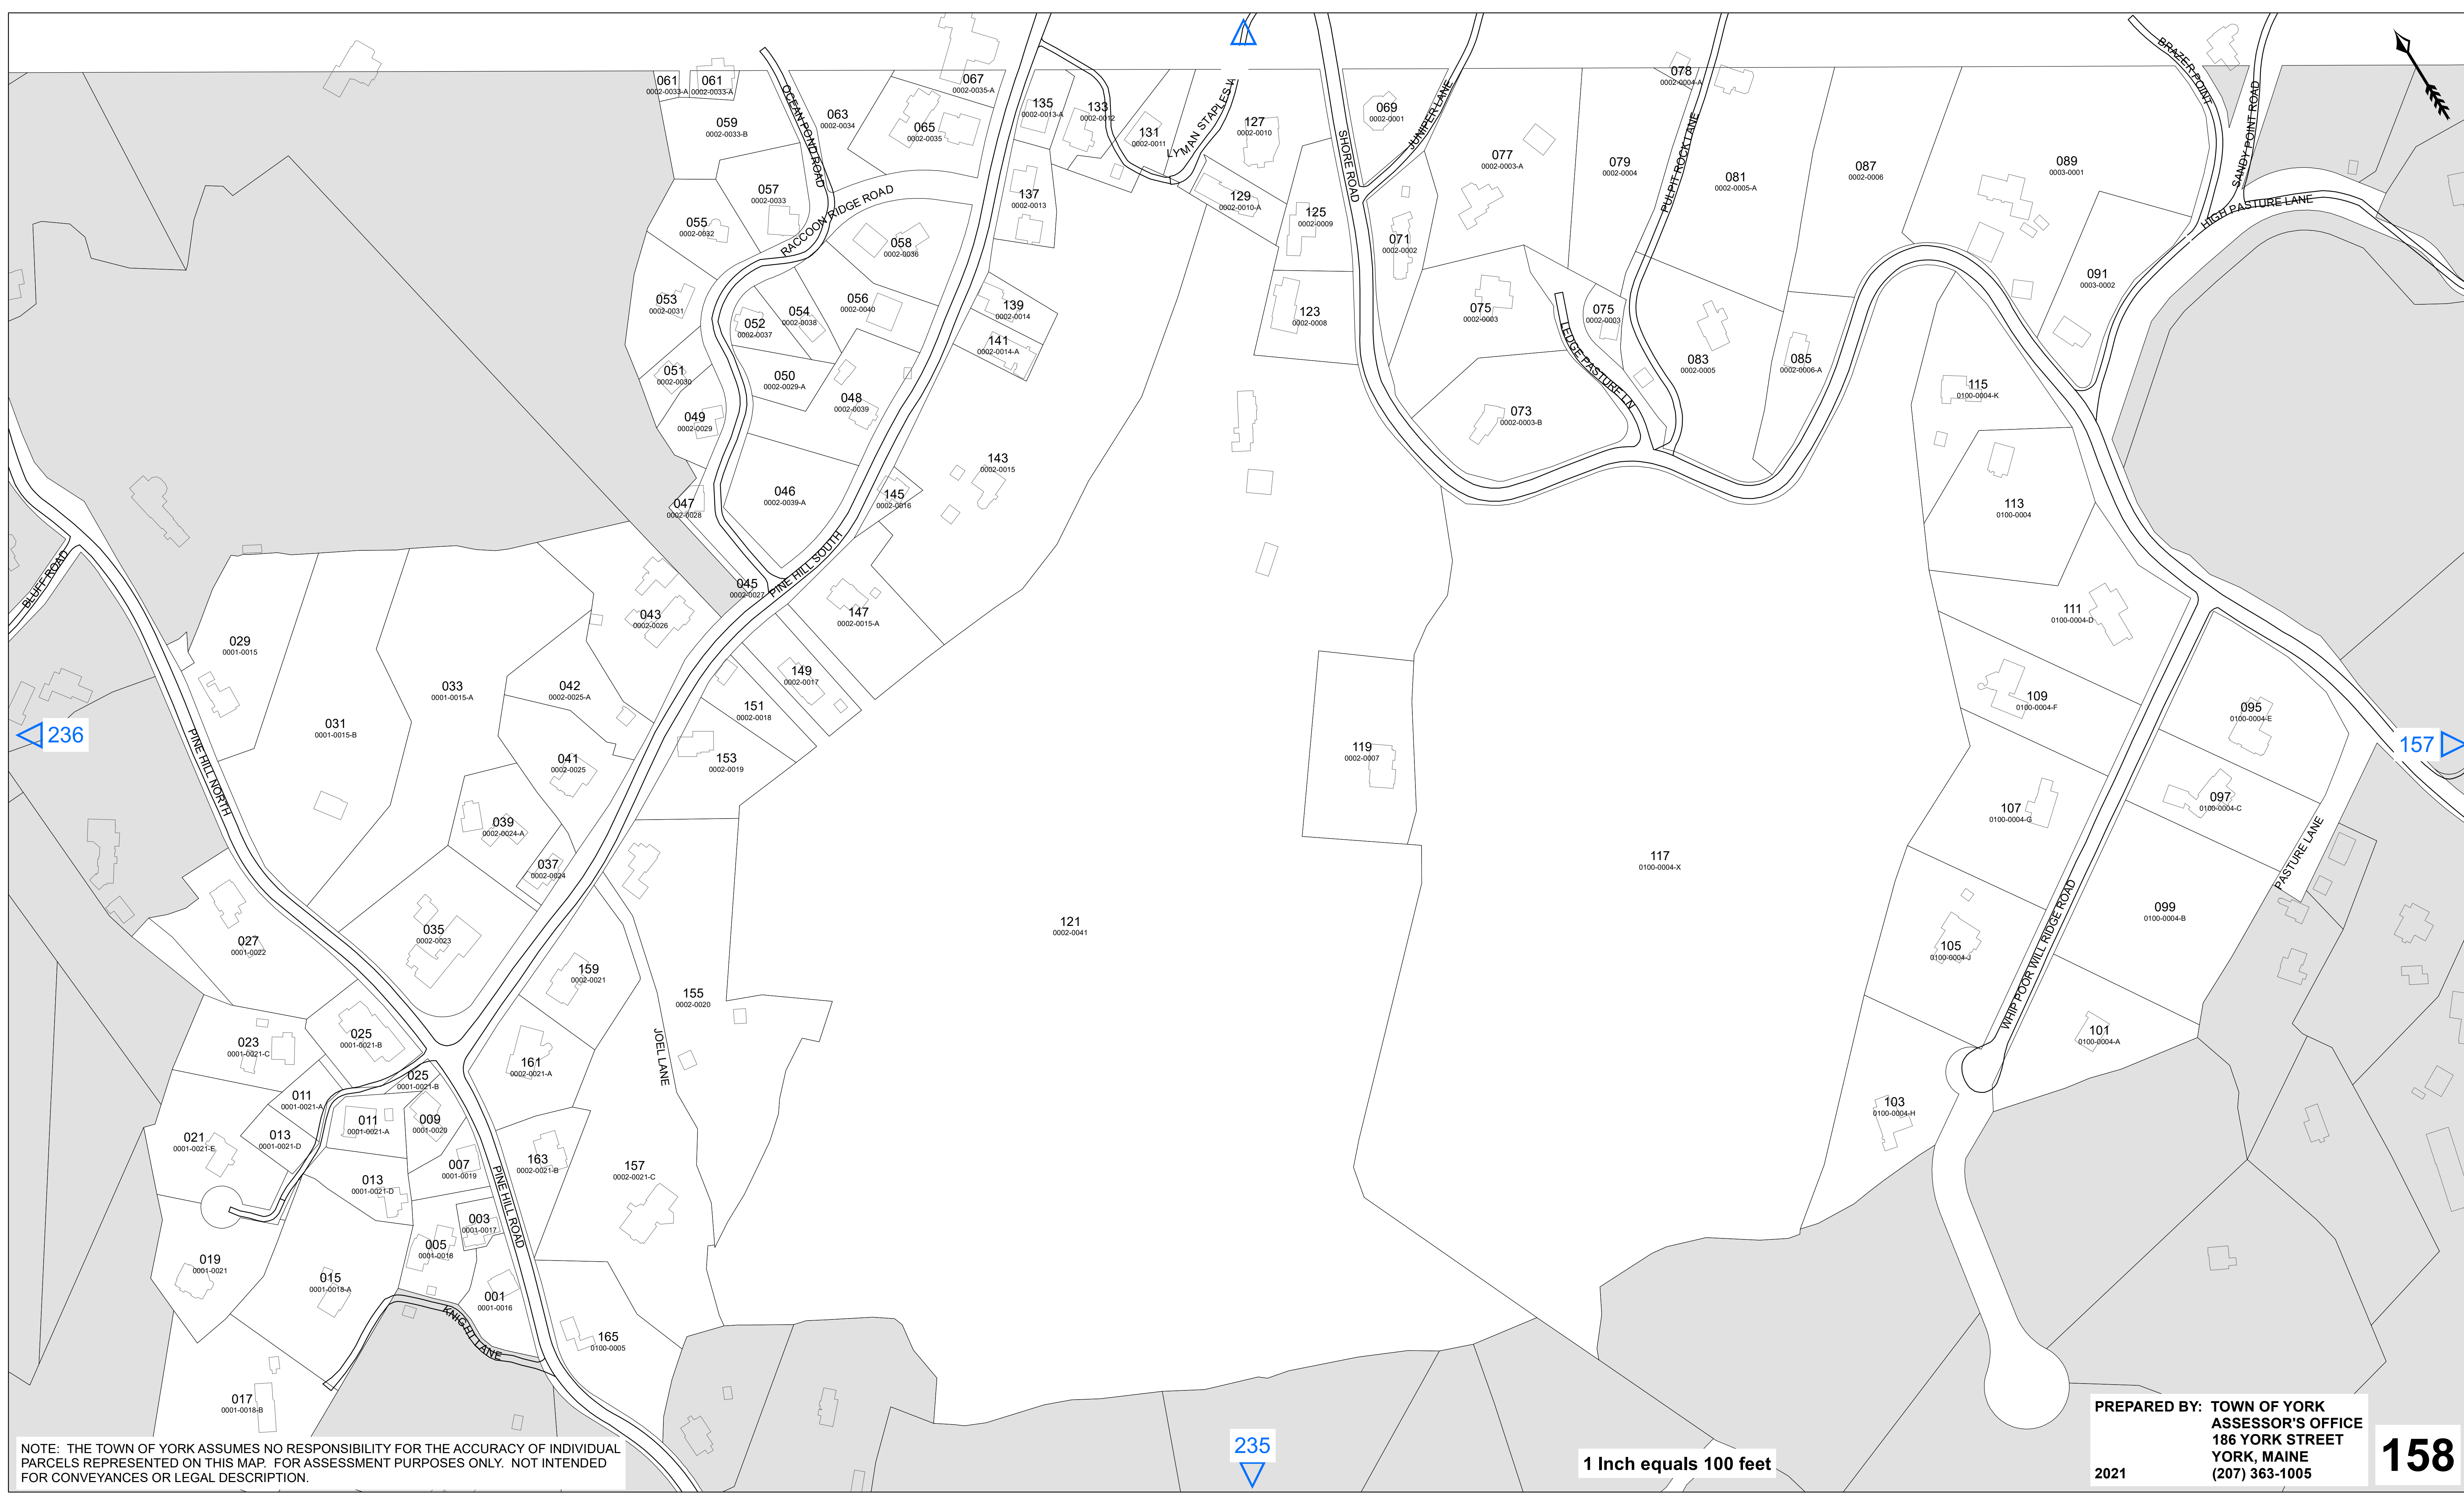 061
0002-0033-A
061
0002-0033-A
059
0002-0033-B
OCEAN POND ROAD
063
0002-0034
067
0002-0035-A
065
0002-0035
135
0002-0013-A
133
0002-0012
131
0002-0011
LYMAN STAPLES
127
0002-0010
SHORE ROAD
069
0002-0001
JUNIPER LANE
077
0002-0003-A
079
0002-0004
078
0002-0004-A
PULPIT ROCK LANE
081
0002-0005-A
087
0002-0006
089
0003-0001
BRAZER POINT
SANDY POINT ROAD
HIGH PASTURE LANE
057
0002-0033
RACCOON RIDGE ROAD
055
0002-0032
058
0002-0036
137
0002-0013
129
0002-0010-A
125
0002-0009
071
0002-0002
091
0003-0002
053
0002-0031
052
0002-0037
054
0002-0038
056
0002-0040
139
0002-0014
141
0002-0014-A
123
0002-0008
075
0002-0003
075
0002-0003
LEDGE PASTURE LN
083
0002-0005
085
0002-0006-A
115
0100-0004-K
051
0002-0030
050
0002-0029-A
048
0002-0039
049
0002-0029
073
0002-0003-B
143
0002-0015
046
0002-0039-A
145
0002-0016
047
0002-0028
113
0100-0004
BLUFF ROAD
045
0002-0027
PINE HILL SOUTH
043
0002-0026
147
0002-0015-A
111
0100-0004-D
029
0001-0015
033
0001-0015-A
042
0002-0025-A
149
0002-0017
151
0002-0018
109
0100-0004-F
095
0100-0004-E
031
0001-0015-B
236
157
PINE HILL NORTH
041
0002-0025
153
0002-0019
119
0002-0007
107
0100-0004-G
097
0100-0004-C
039
0002-0024-A
037
0002-0024
117
0100-0004-X
PASTURE LANE
035
0002-0023
121
0002-0041
099
0100-0004-B
027
0001-0022
105
0100-0004-J
WHIP POOR WILL RIDGE ROAD
159
0002-0021
155
0002-0020
JOEL LANE
025
0001-0021-B
023
0001-0021-C
161
0002-0021-A
101
0100-0004-A
025
0001-0021-B
011
0001-0021-A
011
0001-0021-A
009
0001-0020
103
0100-0004-H
021
0001-0021-E
013
0001-0021-D
013
0001-0021-D
007
0001-0019
163
0002-0021-B
157
0002-0021-C
PINE HILL ROAD
003
0001-0017
005
0001-0018
019
0001-0021
015
0001-0018-A
001
0001-0016
KNIGHT LANE
165
0100-0005
017
0001-0018-B
NOTE: THE TOWN OF YORK ASSUMES NO RESPONSIBILITY FOR THE ACCURACY OF INDIVIDUAL
PARCELS REPRESENTED ON THIS MAP. FOR ASSESSMENT PURPOSES ONLY. NOT INTENDED
FOR CONVEYANCES OR LEGAL DESCRIPTION.
235
1 Inch equals 100 feet
PREPARED BY: TOWN OF YORK
ASSESSOR'S OFFICE
186 YORK STREET
YORK, MAINE
2021 (207) 363-1005
158